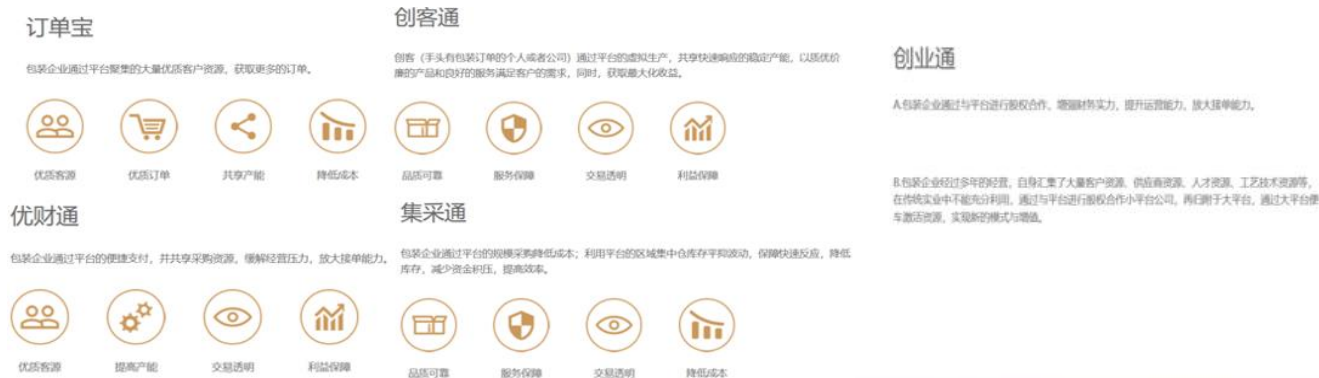 订单宝
包装企业通过平台聚集的大量优质客户资源，获取更多的订单。
优质客源
优质订单
共享产能
降低成本
创客通
创客（手头有包装订单的个人或者公司）通过平台的虚拟生产，共享快速响应的稳定产能，以质优价
廉的产品和良好的服务满足客户的需求，同时，获取最大化收益。
品质可靠
服务保障
交易透明
利益保障
优财通
包装企业通过平台的便捷支付，并共享采购资源，缓解经营压力，放大接单能力。
优质客源
提高产能
交易透明
利益保障
集采通
包装企业通过平台的规模采购降低成本；利用平台的区域集中仓库存平抑波动，保障快速反应，降低
库存，减少资金积压，提高效率。
品质可靠
服务保障
交易透明
降低成本
创业通
A.包装企业通过与平台进行股权合作，增强财务实力，提升运营能力，放大接单能力。
B.包装企业经过多年的经营，自身汇集了大量客户资源、供应商资源、人才资源、工艺技术资源等，
在传统实业中不能充分利用，通过与平台进行股权合作小平台公司，再归附于大平台，通过大平台便
车激活资源，实现新的模式与增值。